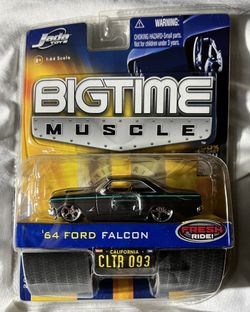 Jada
TOYS
1:64 Scale
WARNING:
CHOKING HAZARD-Small parts.
Not for children under 3 years.
BIGTIME
MUSCLE
'64 FORD FALCON
FRESH
RIDE!
CALIFORNIA
CLTR 093